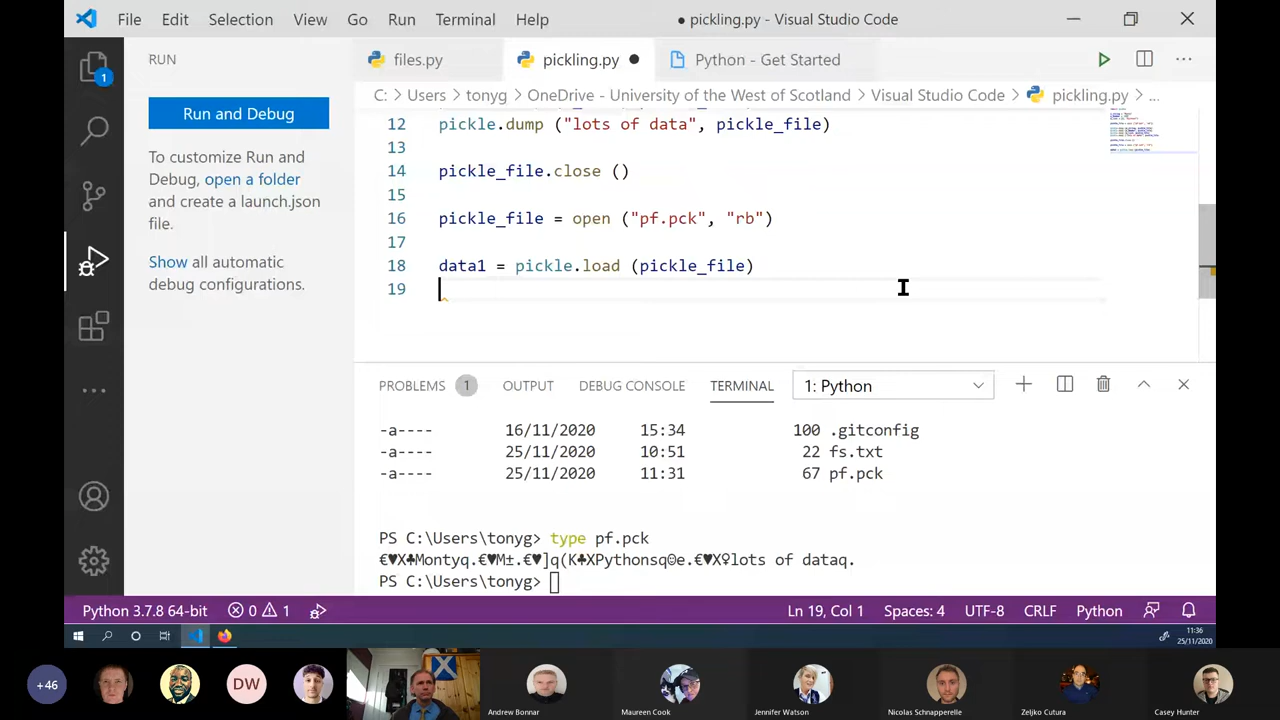 File Edit Selection View Go Run Terminal Help
● pickling.py - Visual Studio Code
RUN
files.py
pickling.py ●
Python - Get Started
C: > Users > tonyg > OneDrive - University of the West of Scotland > Visual Studio Code > pickling.py > ...
1
Run and Debug
To customize Run and
Debug, open a folder
and create a launch.json
file.
Show all automatic
debug configurations.
12 pickle.dump ("lots of data", pickle_file)
13
14 pickle_file.close ()
15
16 pickle_file = open ("pf.pck", "rb")
17
18 data1 = pickle.load (pickle_file)
19
PROBLEMS 1 OUTPUT DEBUG CONSOLE TERMINAL 1: Python
-a---- 16/11/2020 15:34 100 .gitconfig
-a---- 25/11/2020 10:51 22 fs.txt
-a---- 25/11/2020 11:31 67 pf.pck
PS C:\Users\tonyg> type pf.pck
€♥X♣Montyq.€♥M±.€♥]q(K♣XPythonsq☺e.€♥X♀lots of dataq.
PS C:\Users\tonyg>
Python 3.7.8 64-bit 0 1 Ln 19, Col 1 Spaces: 4 UTF-8 CRLF Python
11:36
25/11/2020
+46
DW
Andrew Bonnar
Maureen Cook
Jennifer Watson
Nicolas Schnapperelle
Zeljko Cutura
Casey Hunter